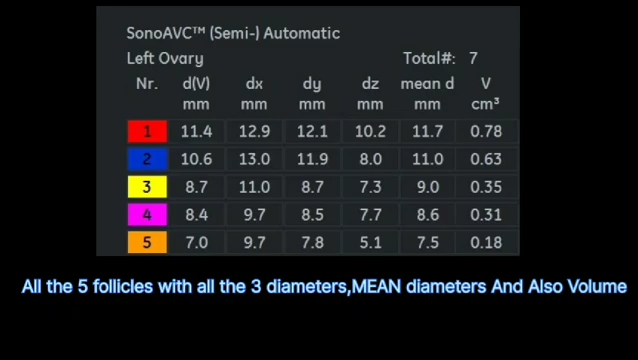 SonoAVC™ (Semi-) Automatic
Left Ovary Total#: 7
Nr. d(V) dx dy dz mean d V
mm mm mm mm mm cm³
1 11.4 12.9 12.1 10.2 11.7 0.78
2 10.6 13.0 11.9 8.0 11.0 0.63
3 8.7 11.0 8.7 7.3 9.0 0.35
4 8.4 9.7 8.5 7.7 8.6 0.31
5 7.0 9.7 7.8 5.1 7.5 0.18
All the 5 follicles with all the 3 diameters,MEAN diameters And Also Volume